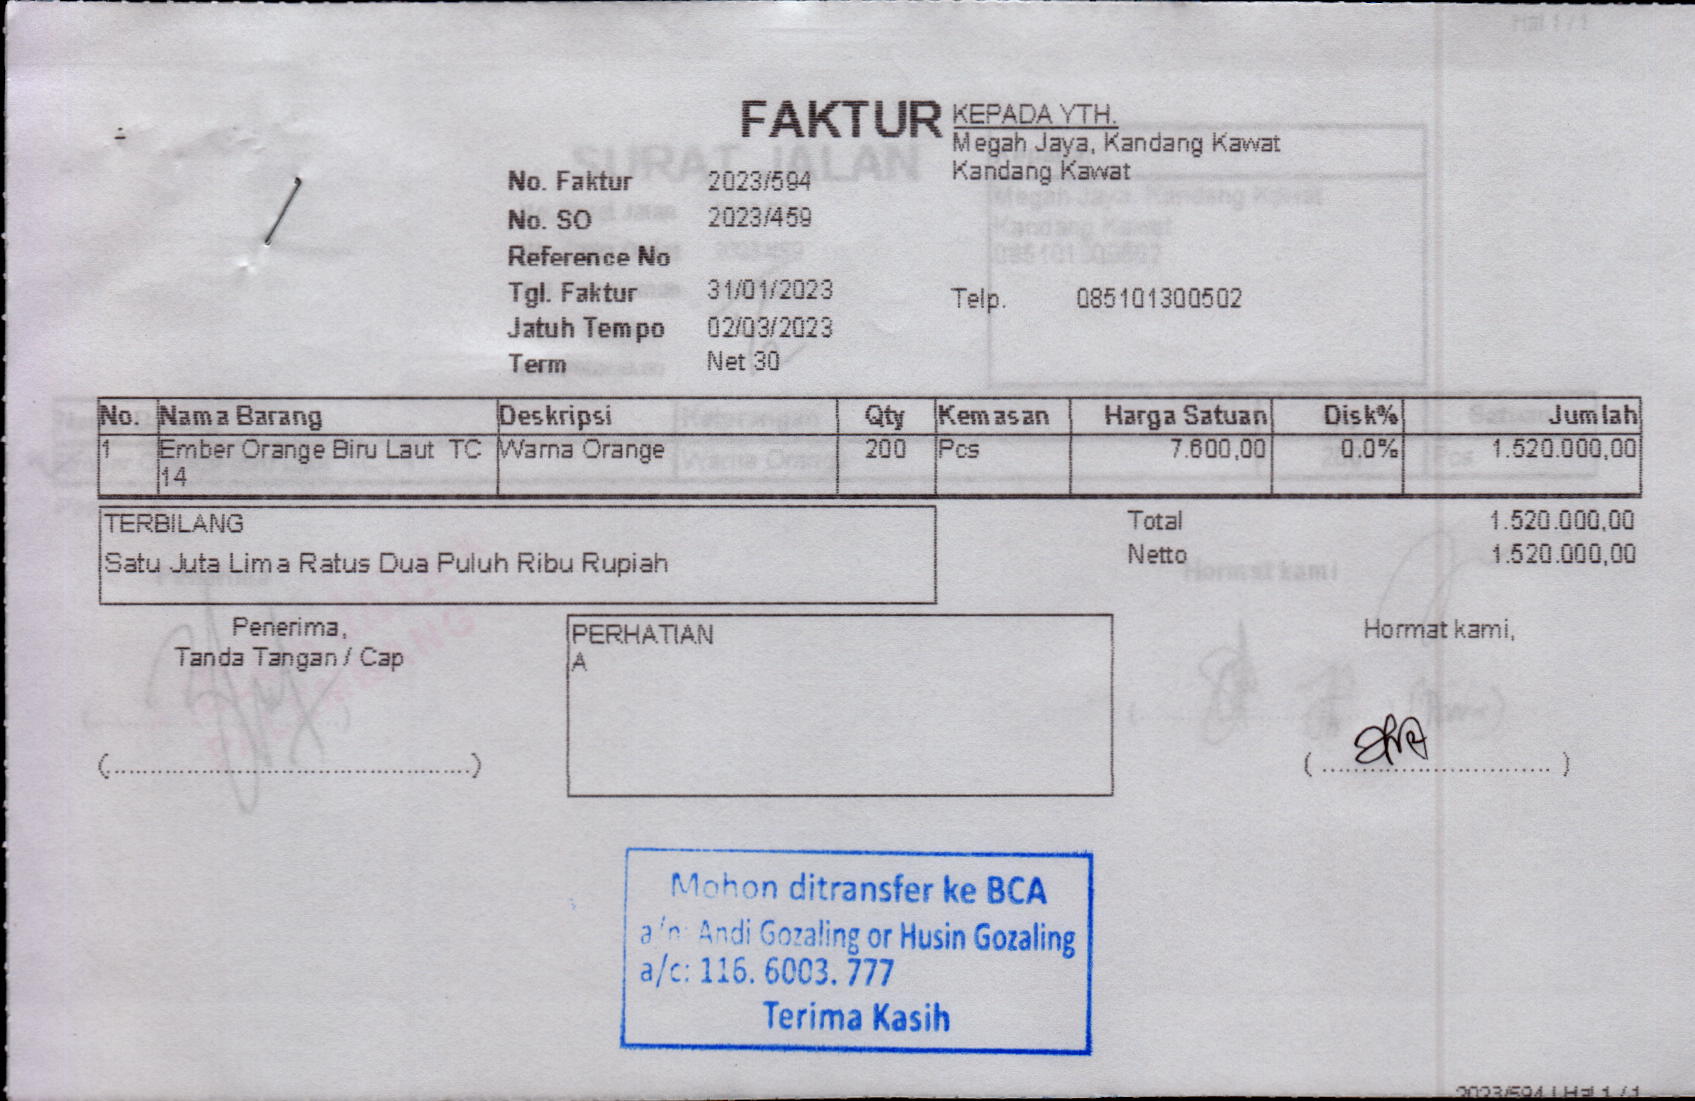 FAKTUR
KEPADA YTH.
Megah Jaya, Kandang Kawat
Kandang Kawat
No. Faktur 2023/594
No. SO 2023/459
Reference No
Tgl. Faktur 31/01/2023
Telp. 085101300502
Jatuh Tempo 02/03/2023
Term Net 30
No. Nama Barang Deskripsi Qty Kemasan Harga Satuan Disk% Jumlah
1 Ember Orange Biru Laut TC Warna Orange 200 Pcs 7.600,00 0.0% 1.520.000,00
14
TERBILANG
Satu Juta Lima Ratus Dua Puluh Ribu Rupiah
Total 1.520.000,00
Netto 1.520.000,00
Penerima,
Tanda Tangan / Cap
PERHATIAN
A
Hormat kami,
Mohon ditransfer ke BCA
a/n: Andi Gozaling or Husin Gozaling
a/c: 116. 6003. 777
Terima Kasih
2023/594 | Hal 1 / 1